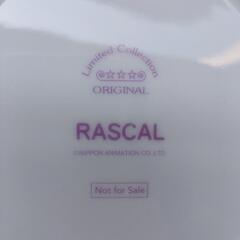 Limited Collection
☆☆☆
ORIGINAL
RASCAL
©NIPPON ANIMATION CO.,LTD
Not for Sale